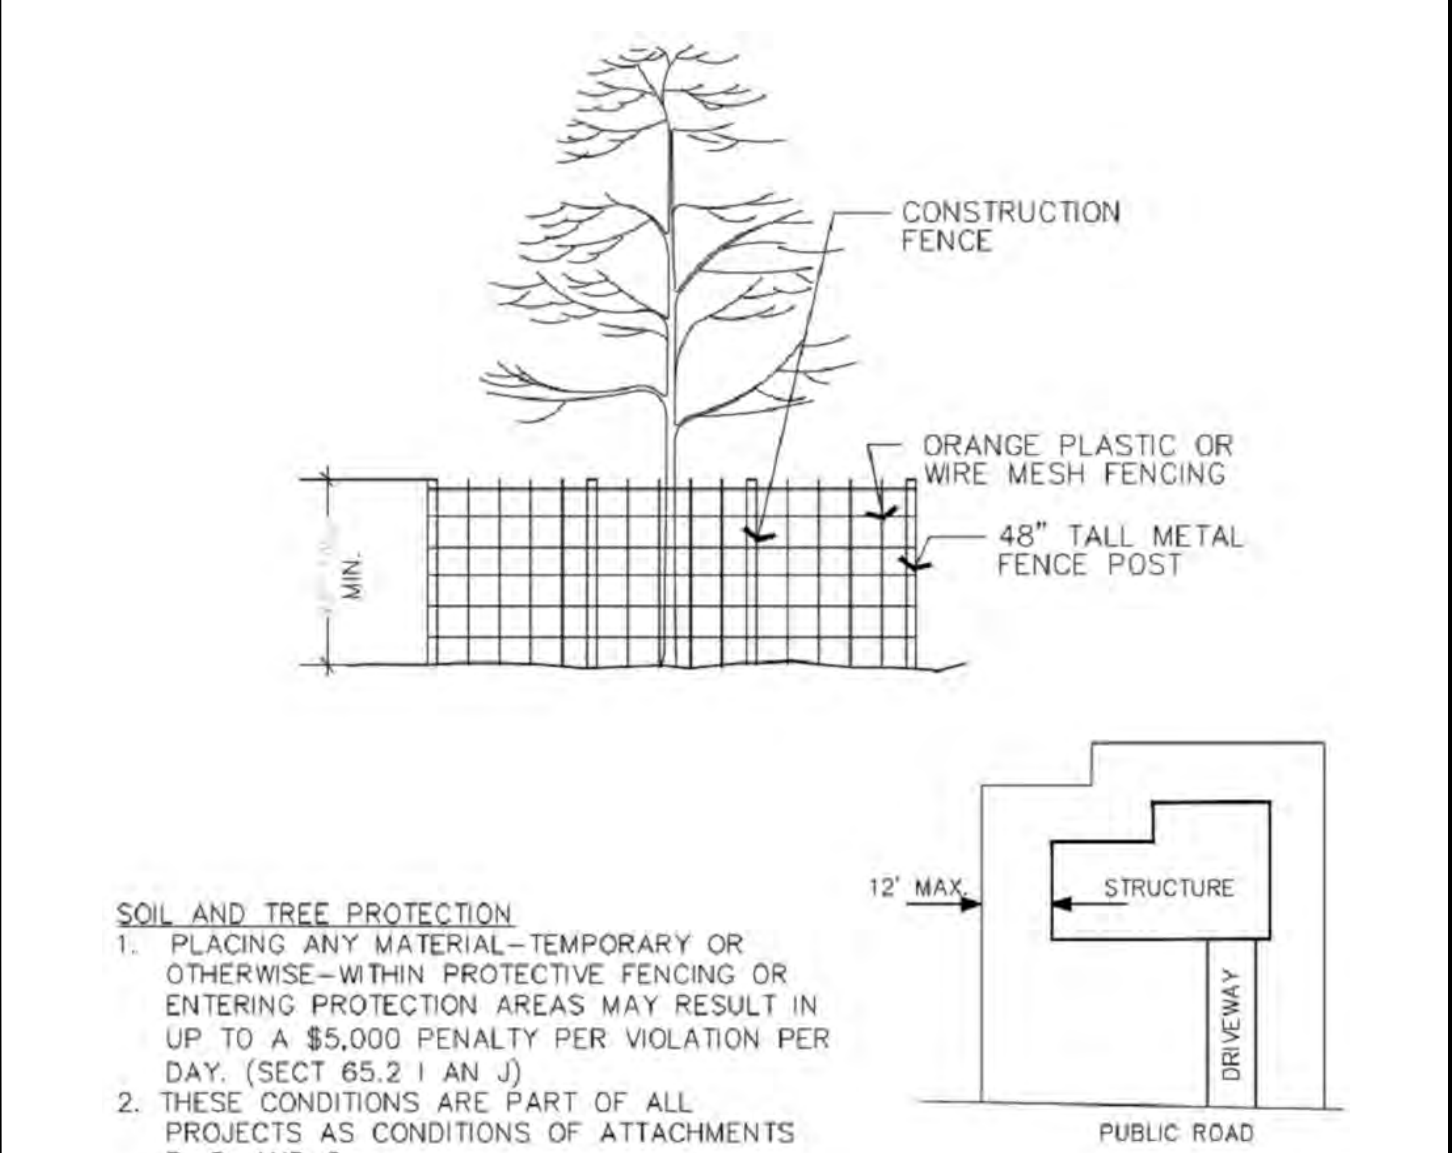 CONSTRUCTION
FENCE
ORANGE PLASTIC OR
WIRE MESH FENCING
48" TALL METAL
FENCE POST
MIN.
12' MAX.
STRUCTURE
DRIVEWAY
PUBLIC ROAD
SOIL AND TREE PROTECTION
1. PLACING ANY MATERIAL-TEMPORARY OR
OTHERWISE-WITHIN PROTECTIVE FENCING OR
ENTERING PROTECTION AREAS MAY RESULT IN
UP TO A $5,000 PENALTY PER VIOLATION PER
DAY. (SECT 65.2 I AN J)
2. THESE CONDITIONS ARE PART OF ALL
PROJECTS AS CONDITIONS OF ATTACHMENTS